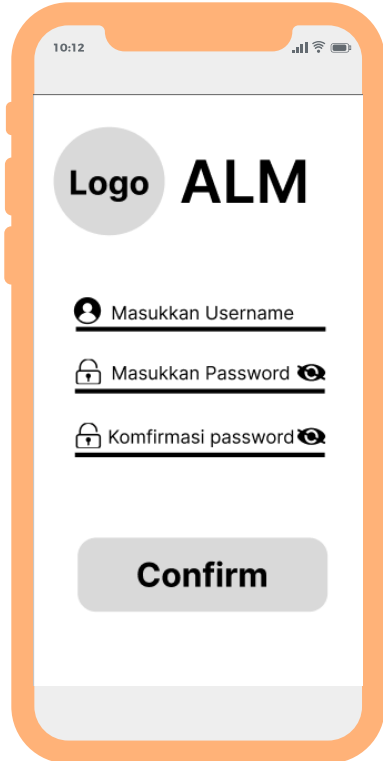 10:12
Logo ALM
Masukkan Username
Masukkan Password
Komfirmasi password
Confirm